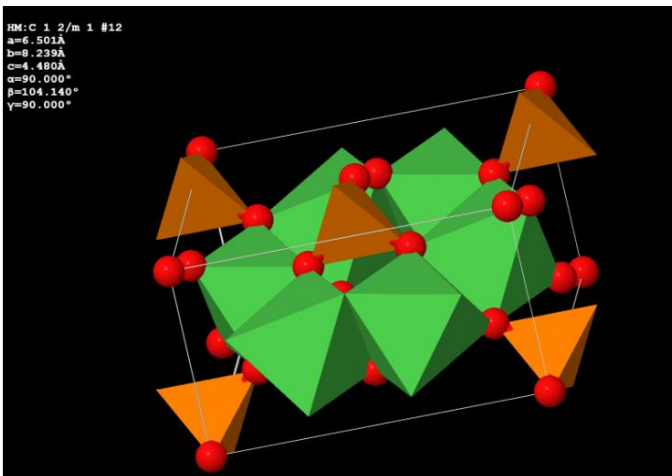 HM:C 1 2/m 1 #12
a=6.501Å
b=8.239Å
c=4.480Å
α=90.000°
β=104.140°
γ=90.000°